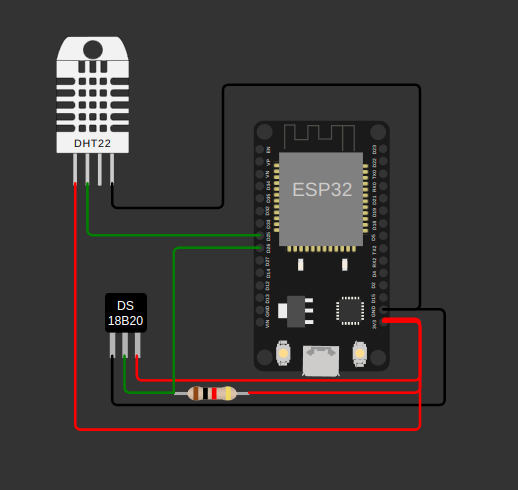 DHT22
ESP32
EN
VP
VN
D34
D35
D32
D33
D25
D26
D27
D14
D12
D13
GND
VIN
D23
D22
TX0
RX0
D21
D19
D18
D5
TX2
RX2
D4
D2
D15
GND
3V3
DS
18B20